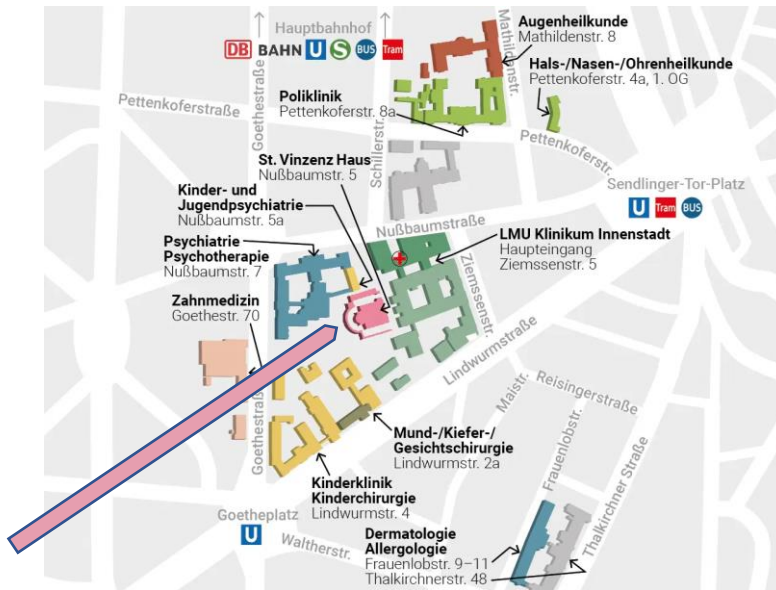 Hauptbahnhof
DB BAHN U S BUS Tram
Goethestraße
Schillerstr.
Mathildenstr.
Augenheilkunde
Mathildenstr. 8
Hals-/Nasen-/Ohrenheilkunde
Pettenkoferstr. 4a, 1. OG
Pettenkoferstraße
Poliklinik
Pettenkoferstr. 8a
Pettenkoferstr.
St. Vinzenz Haus
Nußbaumstr. 5
Sendlinger-Tor-Platz
U Tram BUS
Kinder- und
Jugendpsychiatrie
Nußbaumstr. 5a
Nußbaumstraße
Psychiatrie
Psychotherapie
Nußbaumstr. 7
LMU Klinikum Innenstadt
Haupteingang
Ziemssenstr. 5
Ziemssenstr.
Zahnmedizin
Goethestr. 70
Lindwurmstraße
Goethestraße
Maistr.
Reisingerstraße
Mund-/Kiefer-/
Gesichtschirurgie
Lindwurmstr. 2a
Frauenlobstr.
Thalkirchner Straße
Kinderklinik
Kinderchirurgie
Lindwurmstr. 4
Goetheplatz
U
Waltherstr.
Dermatologie
Allergologie
Frauenlobstr. 9–11
Thalkirchnerstr. 48